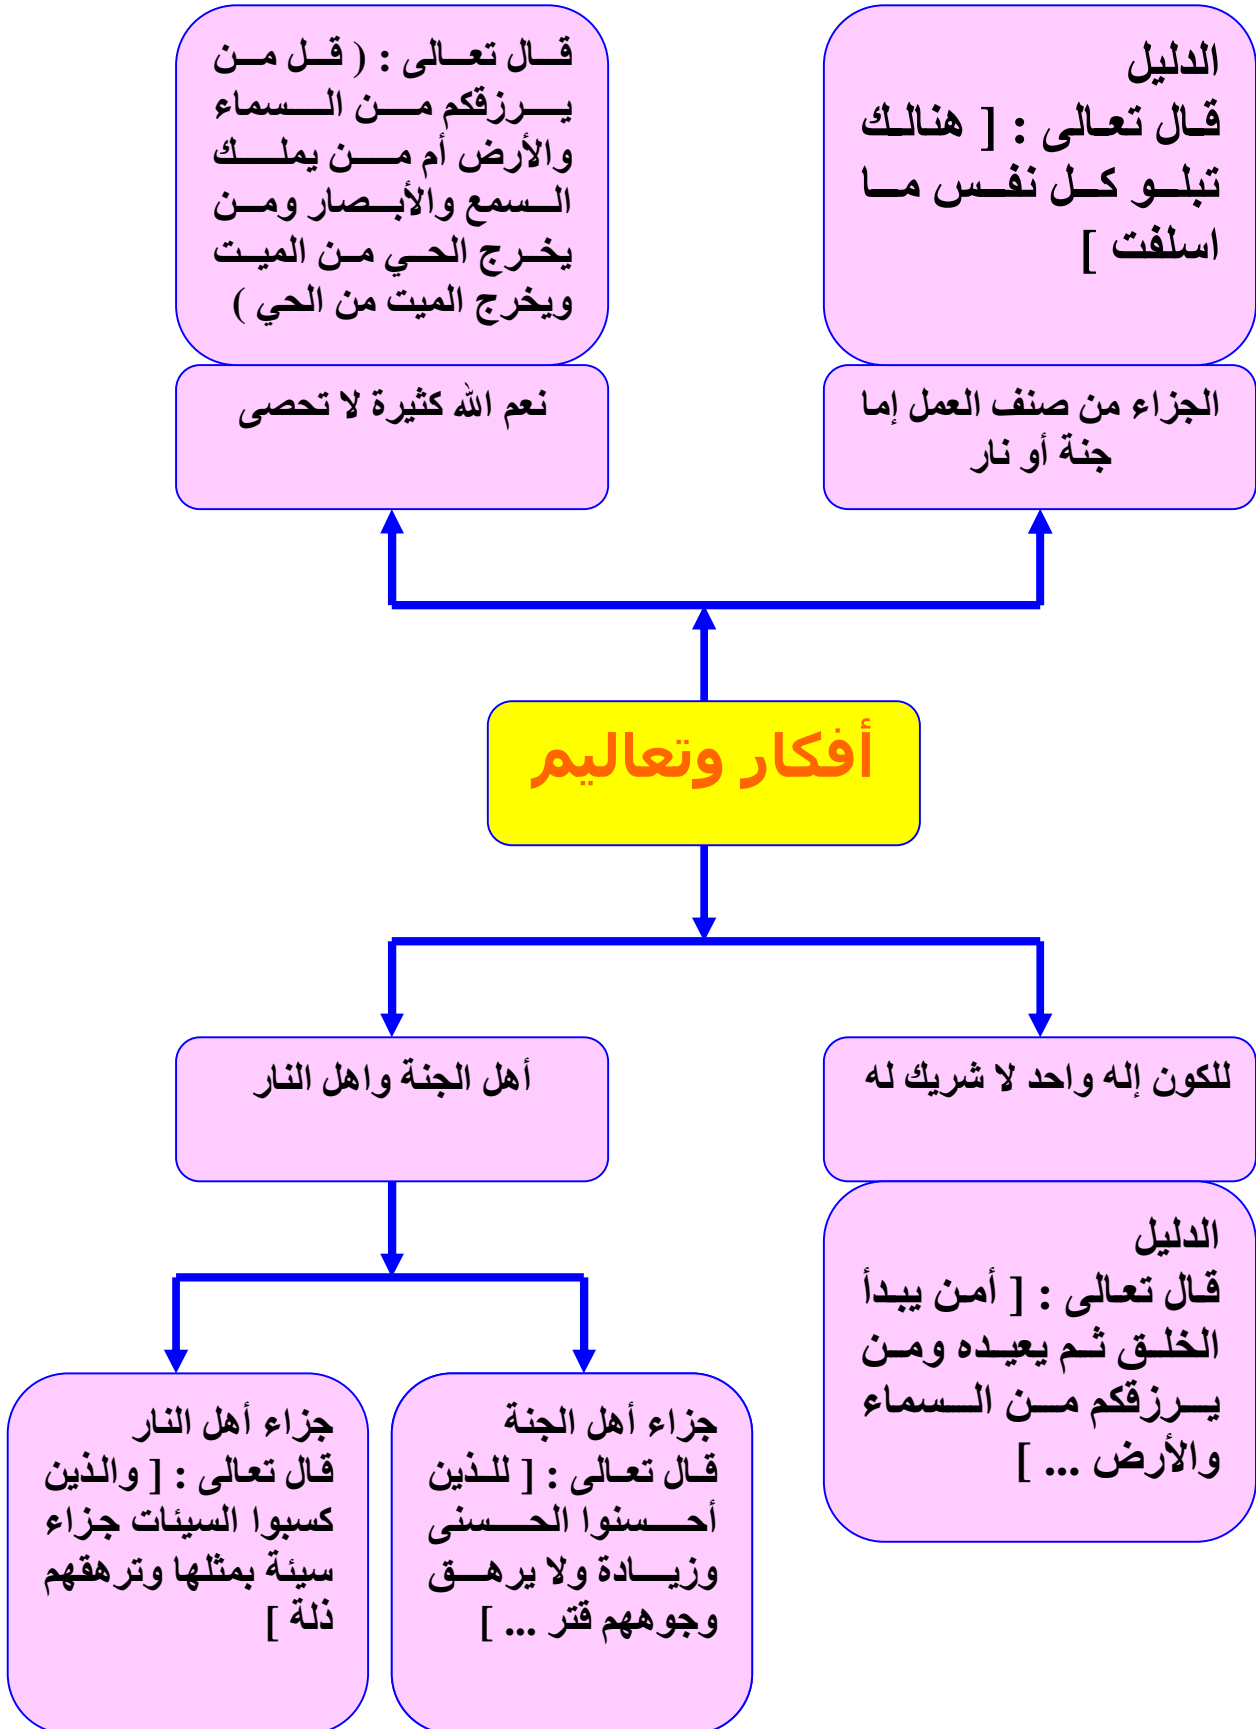 الدليل
قال تعالى : [ هنالك
تبلو كل نفس ما
اسلفت ]
الجزاء من صنف العمل إما
جنة أو نار
قال تعالى : ( قل من
يرزقكم من السماء
والأرض أم من يملك
السمع والأبصار ومن
يخرج الحي من الميت
ويخرج الميت من الحي )
نعم الله كثيرة لا تحصى
أفكار وتعاليم
للكون إله واحد لا شريك له
الدليل
قال تعالى : [ أمن يبدأ
الخلق ثم يعيده ومن
يرزقكم من السماء
والأرض ... ]
أهل الجنة واهل النار
جزاء أهل الجنة
قال تعالى : [ للذين
أحسنوا الحسنى
وزيادة ولا يرهق
وجوههم قتر ... ]
جزاء أهل النار
قال تعالى : [ والذين
كسبوا السيئات جزاء
سيئة بمثلها وترهقهم
ذلة ]